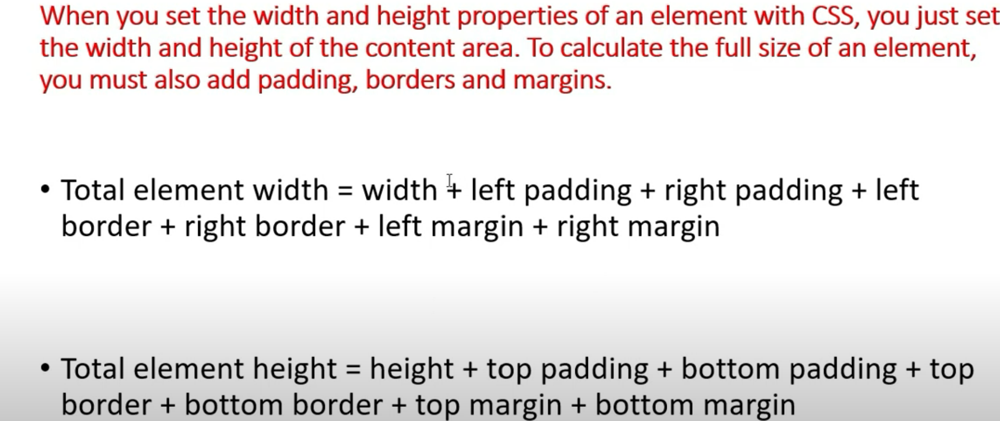 When you set the width and height properties of an element with CSS, you just set
the width and height of the content area. To calculate the full size of an element,
you must also add padding, borders and margins.
• Total element width = width + left padding + right padding + left
border + right border + left margin + right margin
• Total element height = height + top padding + bottom padding + top
border + bottom border + top margin + bottom margin